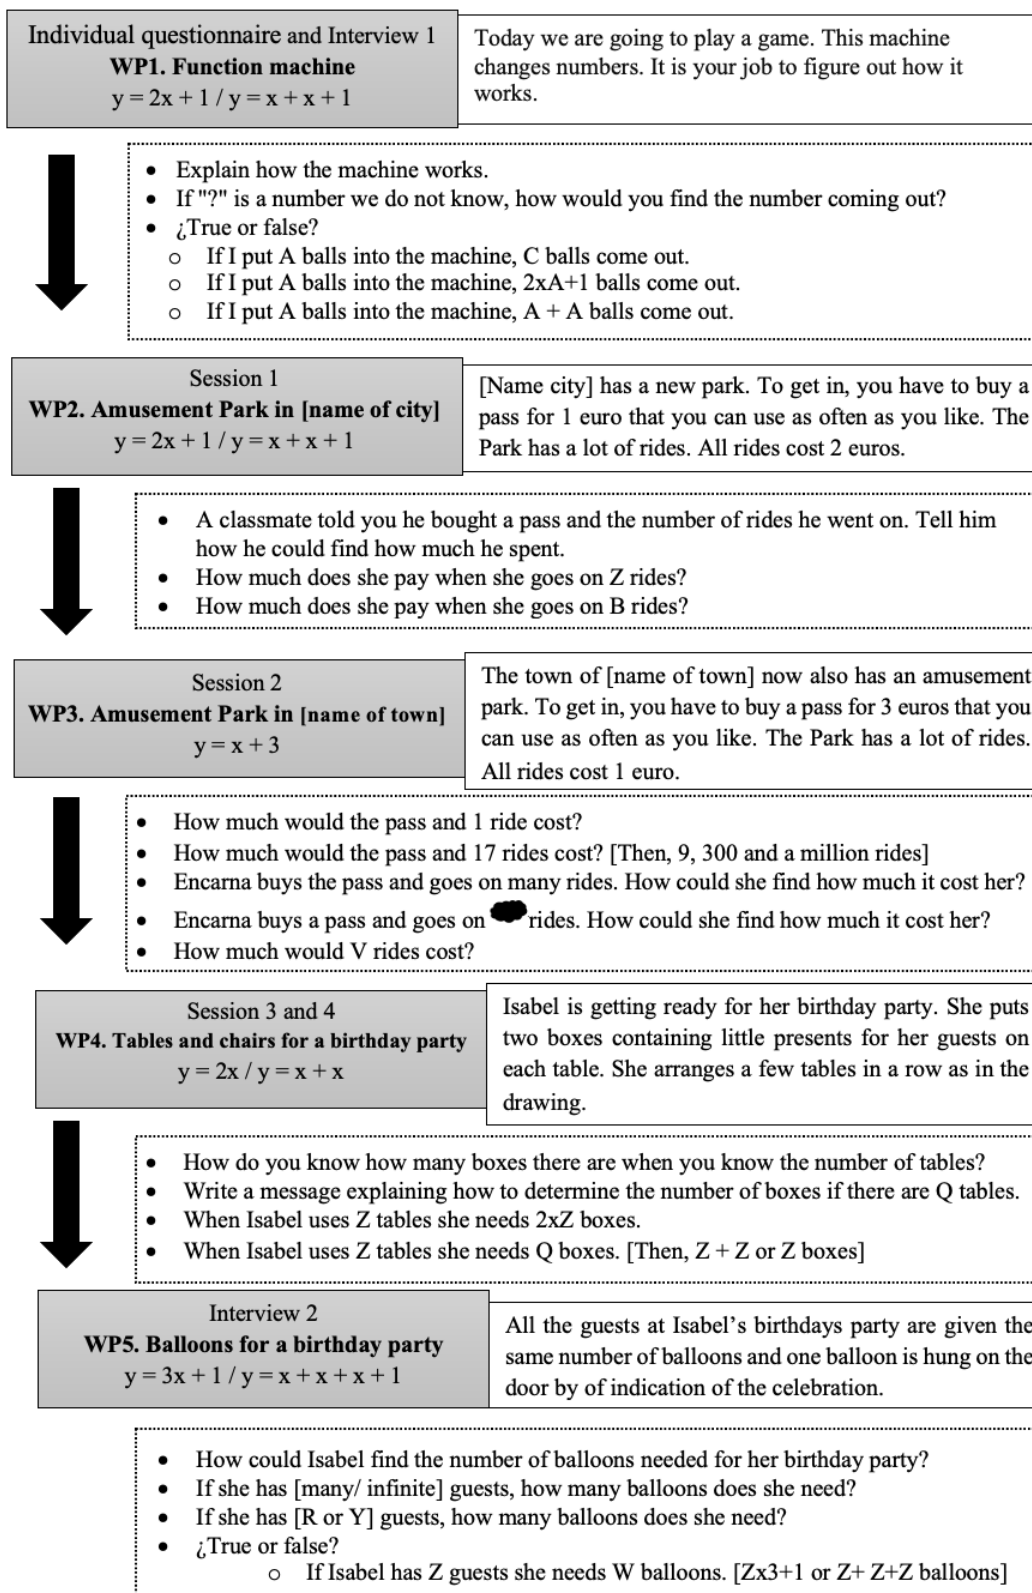 Individual questionnaire and Interview 1
WP1. Function machine
y = 2x + 1 / y = x + x + 1
Today we are going to play a game. This machine
changes numbers. It is your job to figure out how it
works.
• Explain how the machine works.
• If "?" is a number we do not know, how would you find the number coming out?
• ¿True or false?
o If I put A balls into the machine, C balls come out.
o If I put A balls into the machine, 2xA+1 balls come out.
o If I put A balls into the machine, A + A balls come out.
Session 1
WP2. Amusement Park in [name of city]
y = 2x + 1 / y = x + x + 1
[Name city] has a new park. To get in, you have to buy a
pass for 1 euro that you can use as often as you like. The
Park has a lot of rides. All rides cost 2 euros.
• A classmate told you he bought a pass and the number of rides he went on. Tell him
how he could find how much he spent.
• How much does she pay when she goes on Z rides?
• How much does she pay when she goes on B rides?
Session 2
WP3. Amusement Park in [name of town]
y = x + 3
The town of [name of town] now also has an amusement
park. To get in, you have to buy a pass for 3 euros that you
can use as often as you like. The Park has a lot of rides.
All rides cost 1 euro.
• How much would the pass and 1 ride cost?
• How much would the pass and 17 rides cost? [Then, 9, 300 and a million rides]
• Encarna buys the pass and goes on many rides. How could she find how much it cost her?
• Encarna buys a pass and goes on rides. How could she find how much it cost her?
• How much would V rides cost?
Session 3 and 4
WP4. Tables and chairs for a birthday party
y = 2x / y = x + x
Isabel is getting ready for her birthday party. She puts
two boxes containing little presents for her guests on
each table. She arranges a few tables in a row as in the
drawing.
• How do you know how many boxes there are when you know the number of tables?
• Write a message explaining how to determine the number of boxes if there are Q tables.
• When Isabel uses Z tables she needs 2xZ boxes.
• When Isabel uses Z tables she needs Q boxes. [Then, Z + Z or Z boxes]
Interview 2
WP5. Balloons for a birthday party
y = 3x + 1 / y = x + x + x + 1
All the guests at Isabel’s birthdays party are given the
same number of balloons and one balloon is hung on the
door by of indication of the celebration.
• How could Isabel find the number of balloons needed for her birthday party?
• If she has [many/ infinite] guests, how many balloons does she need?
• If she has [R or Y] guests, how many balloons does she need?
• ¿True or false?
o If Isabel has Z guests she needs W balloons. [Zx3+1 or Z+ Z+Z balloons]